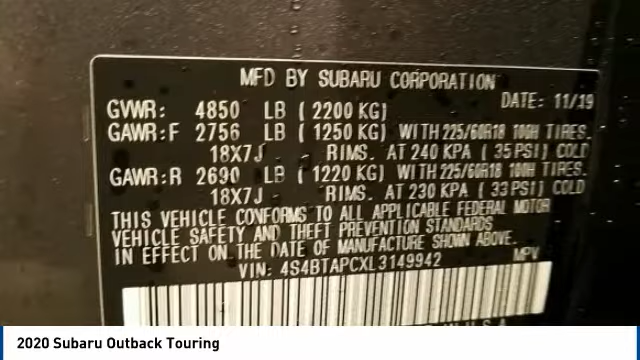 MFD BY SUBARU CORPORATION
DATE: 11/19
GVWR: 4850 LB ( 2200 KG)
GAWR:F 2756 LB ( 1250 KG) WITH 225/60R18 100H TIRES.
18X7J RIMS. AT 240 KPA ( 35 PSI) COLD
GAWR:R 2690 LB ( 1220 KG) WITH 225/60R18 100H TIRES.
18X7J RIMS. AT 230 KPA ( 33 PSI) COLD
THIS VEHICLE CONFORMS TO ALL APPLICABLE FEDERAL MOTOR
VEHICLE SAFETY AND THEFT PREVENTION STANDARDS
IN EFFECT ON THE DATE OF MANUFACTURE SHOWN ABOVE.
VIN: 4S4BTAPCXL3149942 MPV
2020 Subaru Outback Touring